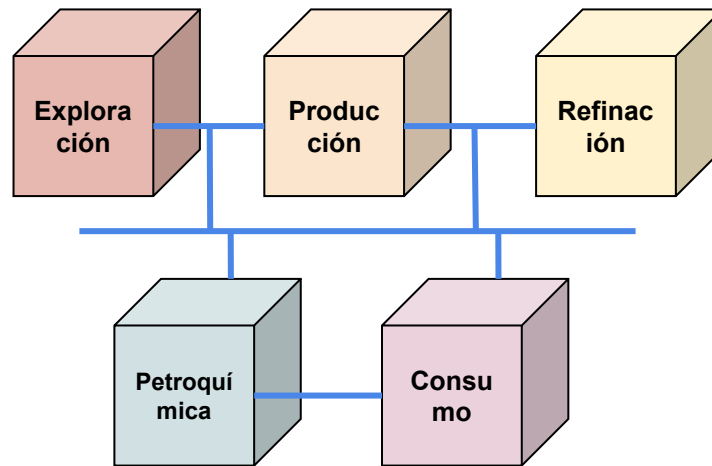 Explora
ción
Produc
ción
Refinac
ión
Petroquí
mica
Consu
mo